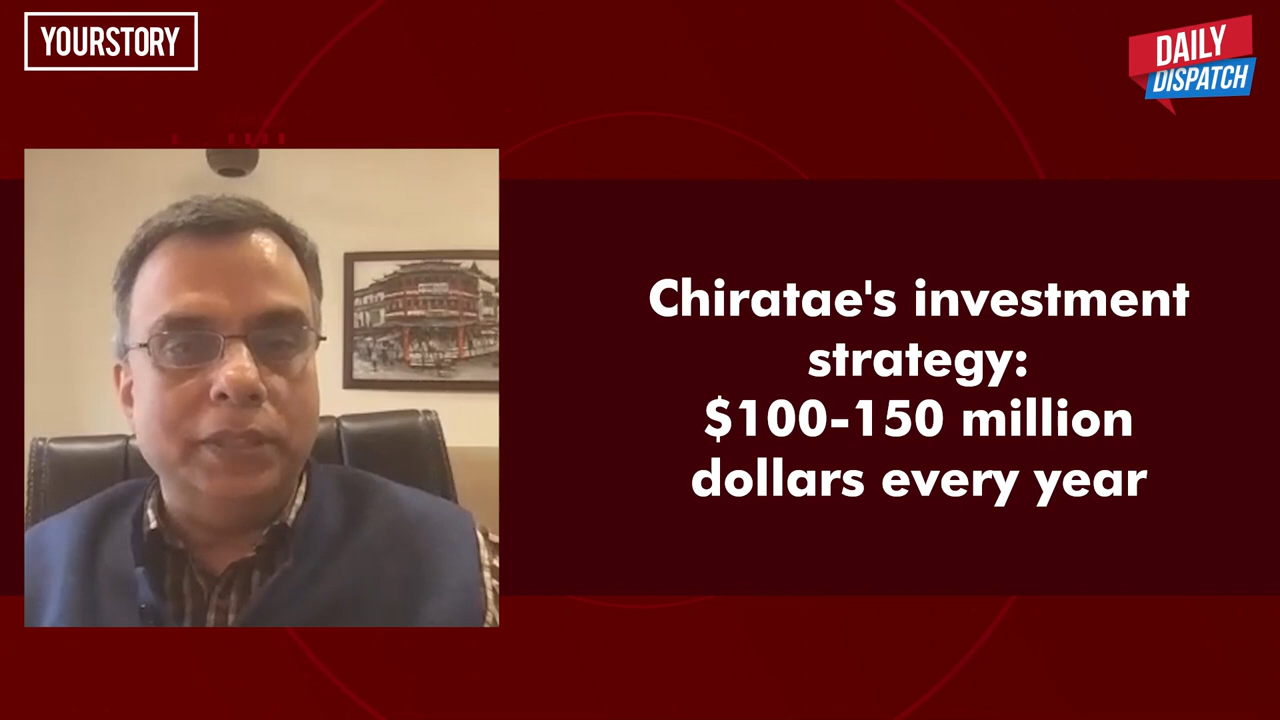 YOURSTORY
DAILY
DISPATCH
Chiratae's investment
strategy:
$100-150 million
dollars every year